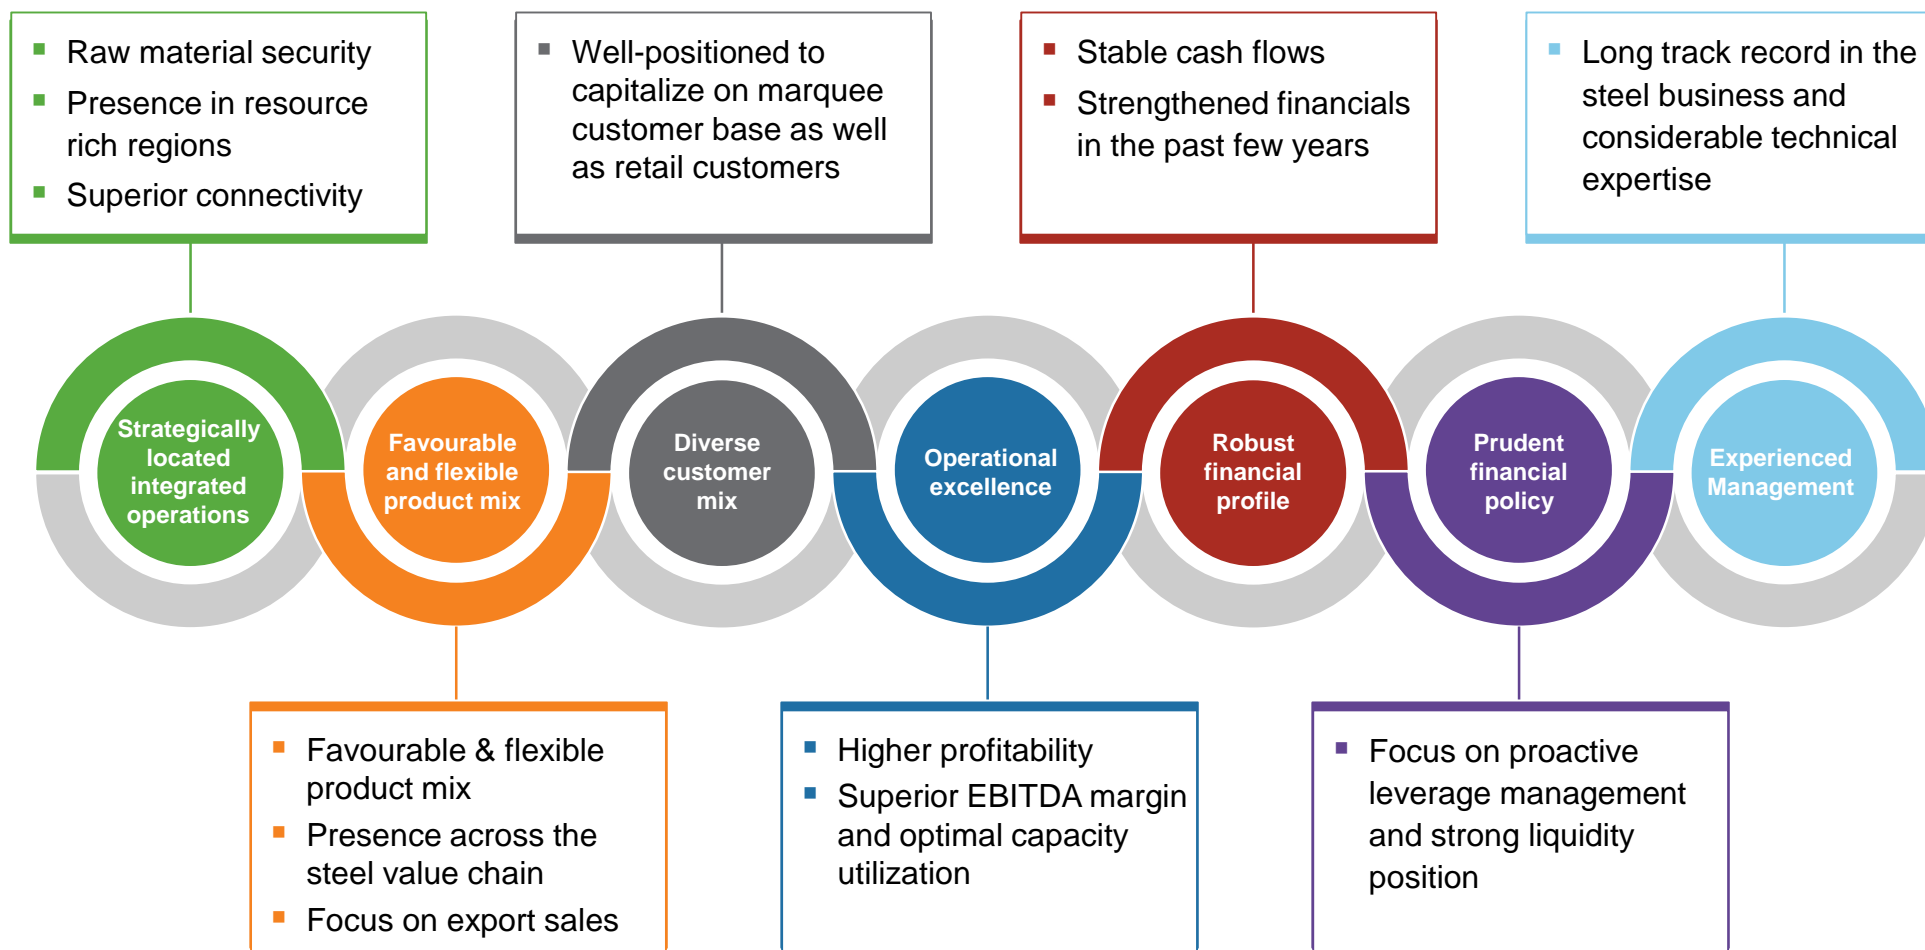 Raw material security
Presence in resource
rich regions
Superior connectivity
Well-positioned to
capitalize on marquee
customer base as well
as retail customers
Stable cash flows
Strengthened financials
in the past few years
Long track record in the
steel business and
considerable technical
expertise
Strategically
located
integrated
operations
Favourable
and flexible
product mix
Diverse
customer
mix
Operational
excellence
Robust
financial
profile
Prudent
financial
policy
Experienced
Management
Favourable & flexible
product mix
Presence across the
steel value chain
Focus on export sales
Higher profitability
Superior EBITDA margin
and optimal capacity
utilization
Focus on proactive
leverage management
and strong liquidity
position